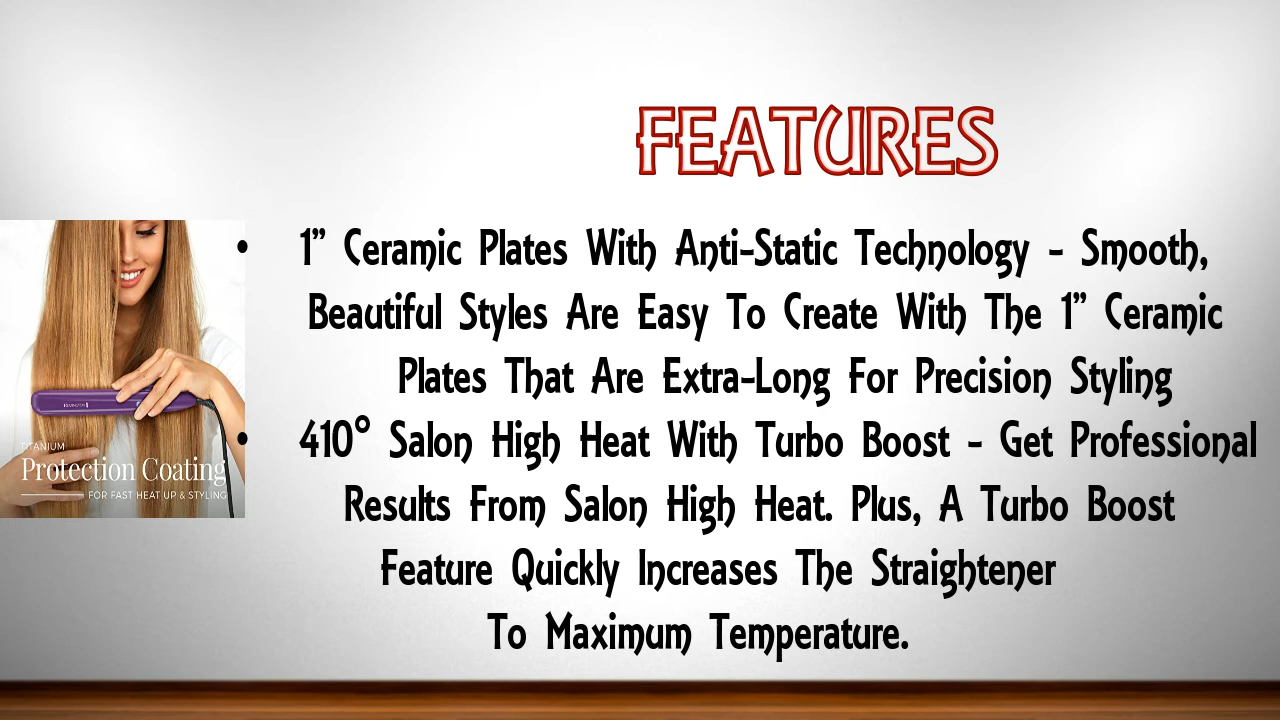 FEATURES
• 1” Ceramic Plates With Anti-Static Technology - Smooth,
Beautiful Styles Are Easy To Create With The 1” Ceramic
Plates That Are Extra-Long For Precision Styling
• 410° Salon High Heat With Turbo Boost - Get Professional
Results From Salon High Heat. Plus, A Turbo Boost
Feature Quickly Increases The Straightener
To Maximum Temperature.
REMINGTON
TITANIUM
Protection Coating
FOR FAST HEAT UP & STYLING